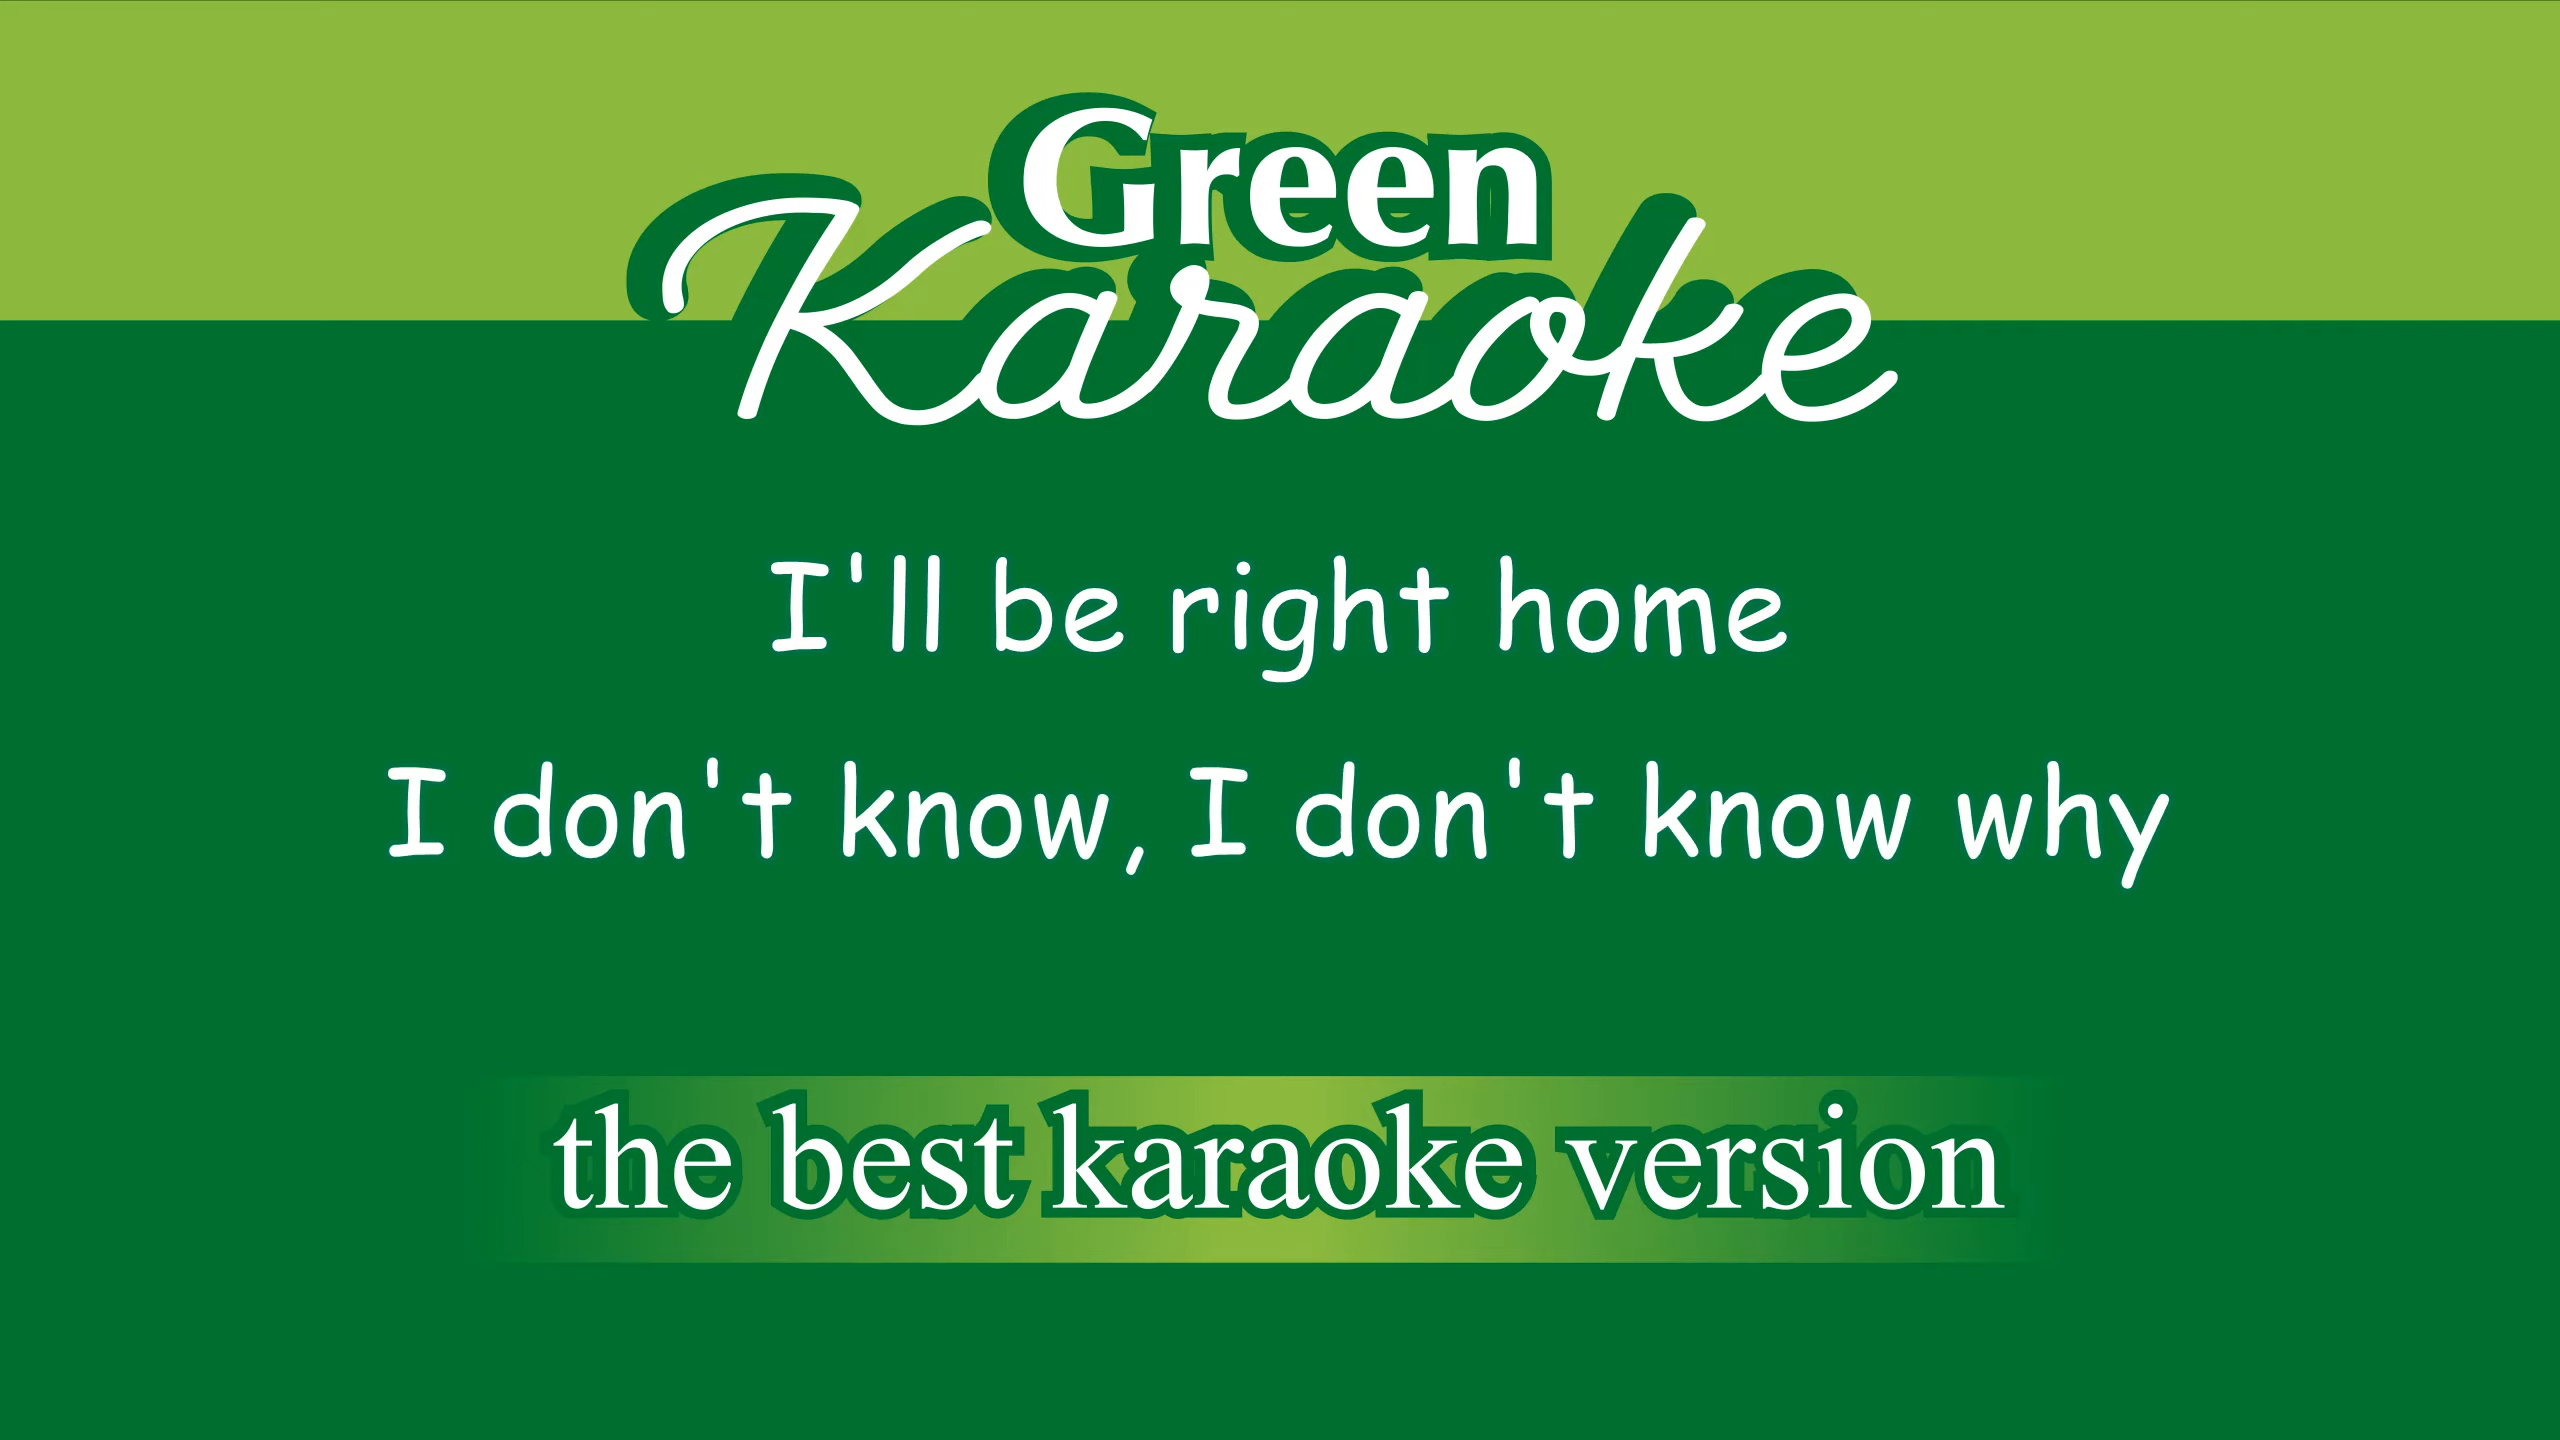 Green
Karaoke
I'll be right home
I don't know, I don't know why
the best karaoke version